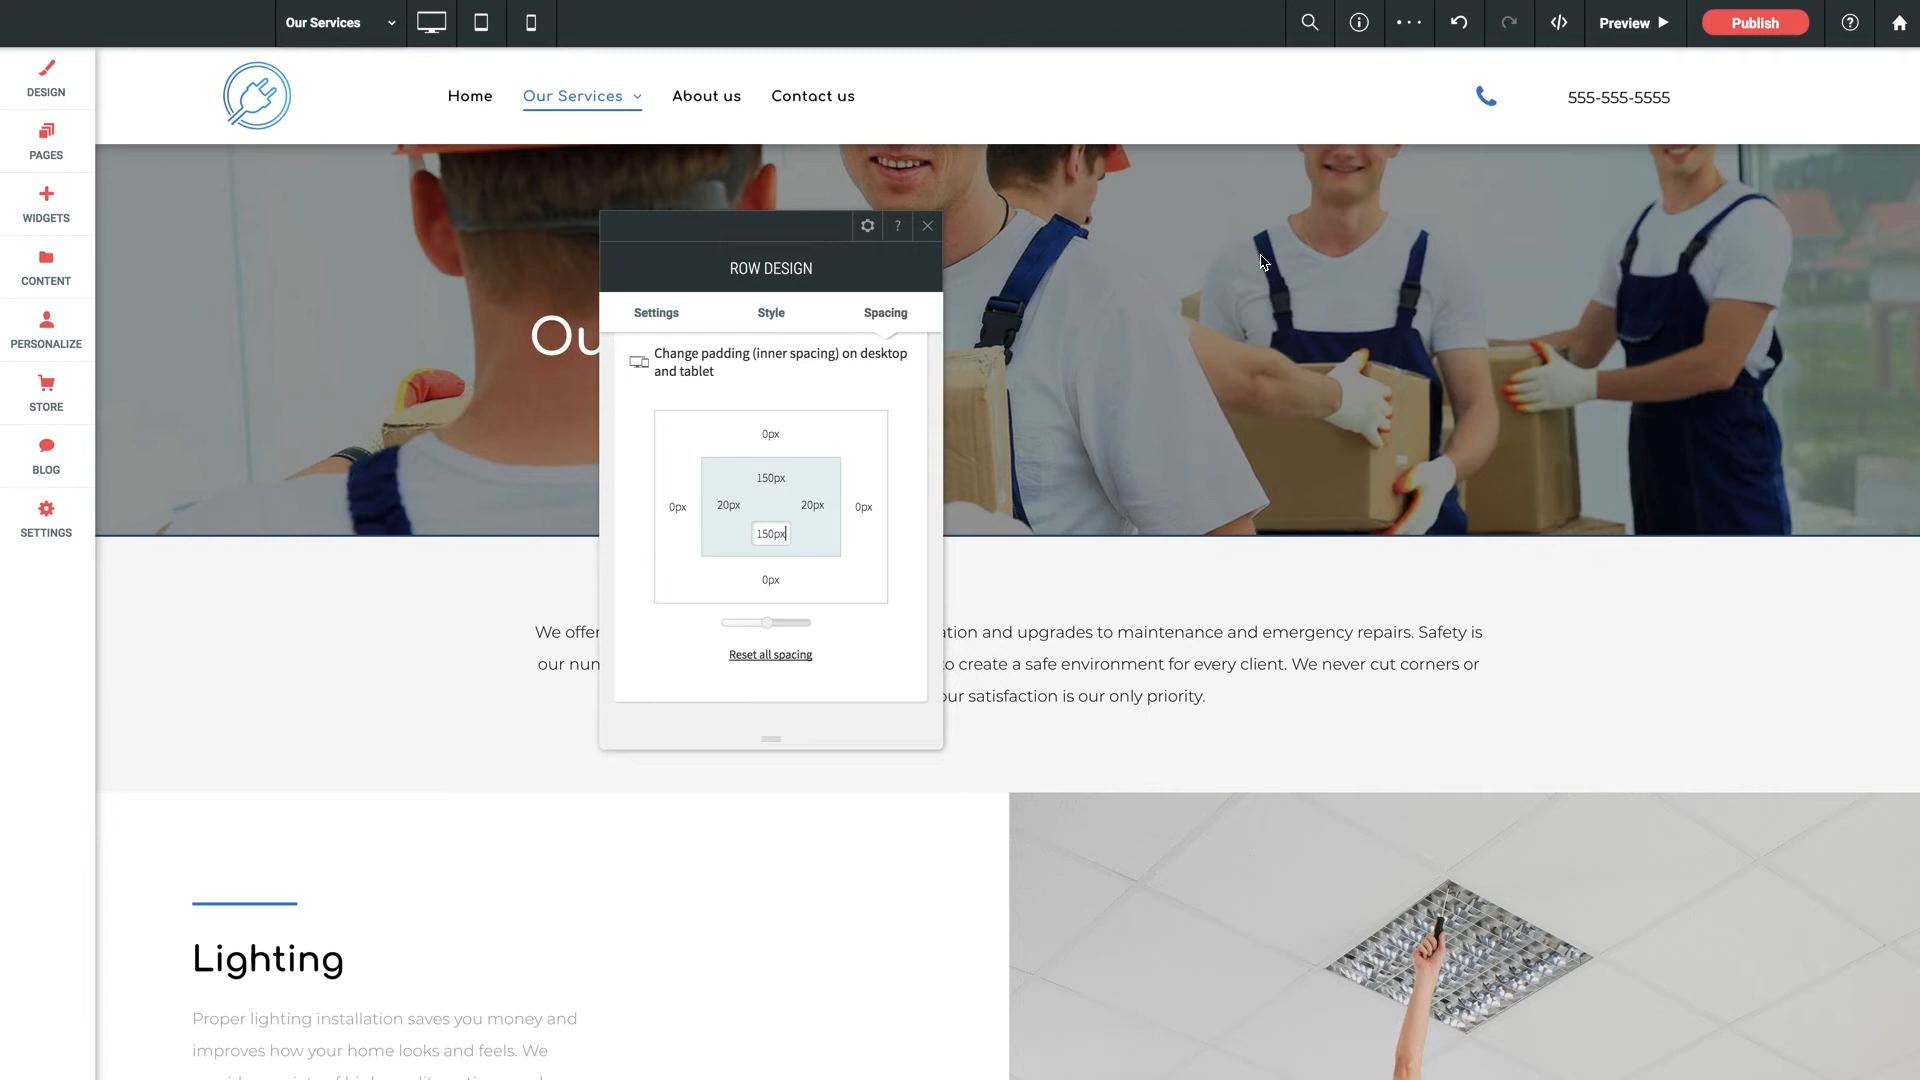 Our Services
Preview
Publish
DESIGN
PAGES
WIDGETS
CONTENT
PERSONALIZE
STORE
BLOG
SETTINGS
Home
Our Services
About us
Contact us
555-555-5555
Ou
ROW DESIGN
Settings
Style
Spacing
Change padding (inner spacing) on desktop
and tablet
0px
150px
0px
20px
20px
0px
150px
0px
Reset all spacing
We offer
ation and upgrades to maintenance and emergency repairs. Safety is
our nun
o create a safe environment for every client. We never cut corners or
our satisfaction is our only priority.
Lighting
Proper lighting installation saves you money and
improves how your home looks and feels. We